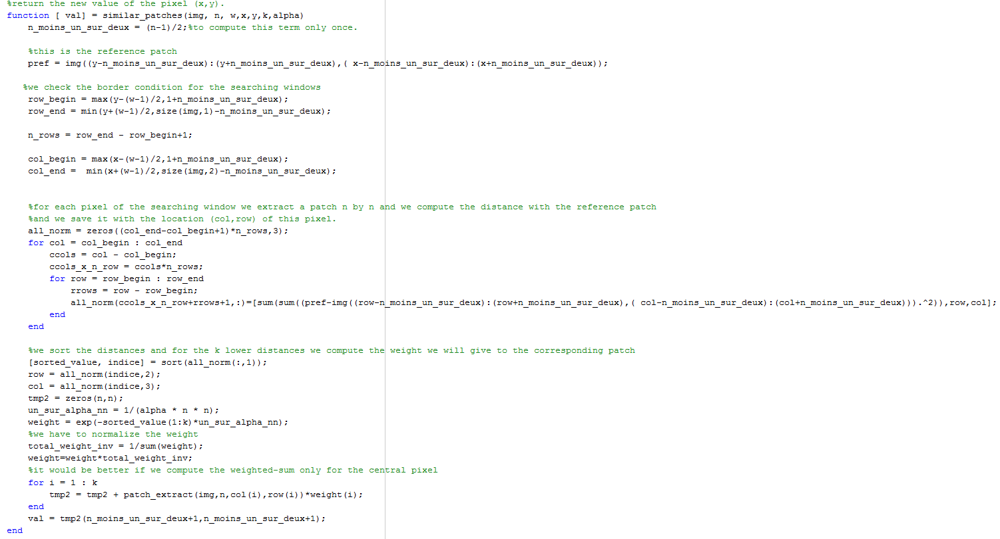 %return the new value of the pixel (x,y).
function [ val] = similar_patches(img, n, w,x,y,k,alpha)
n_moins_un_sur_deux = (n-1)/2;%to compute this term only once.
%this is the reference patch
pref = img((y-n_moins_un_sur_deux):(y+n_moins_un_sur_deux),( x-n_moins_un_sur_deux):(x+n_moins_un_sur_deux));
%we check the border condition for the searching windows
row_begin = max(y-(w-1)/2,1+n_moins_un_sur_deux);
row_end = min(y+(w-1)/2,size(img,1)-n_moins_un_sur_deux);
n_rows = row_end - row_begin+1;
col_begin = max(x-(w-1)/2,1+n_moins_un_sur_deux);
col_end =  min(x+(w-1)/2,size(img,2)-n_moins_un_sur_deux);
%for each pixel of the searching window we extract a patch n by n and we compute the distance with the reference patch
%and we save it with the location (col,row) of this pixel.
all_norm = zeros((col_end-col_begin+1)*n_rows,3);
for col = col_begin : col_end
ccols = col - col_begin;
ccols_x_n_row = ccols*n_rows;
for row = row_begin : row_end
rrows = row - row_begin;
all_norm(ccols_x_n_row+rrows+1,:)=[sum(sum((pref-img((row-n_moins_un_sur_deux):(row+n_moins_un_sur_deux),( col-n_moins_un_sur_deux):(col+n_moins_un_sur_deux))).^2)),row,col];
end
end
%we sort the distances and for the k lower distances we compute the weight we will give to the corresponding patch
[sorted_value, indice] = sort(all_norm(:,1));
row = all_norm(indice,2);
col = all_norm(indice,3);
tmp2 = zeros(n,n);
un_sur_alpha_nn = 1/(alpha * n * n);
weight = exp(-sorted_value(1:k)*un_sur_alpha_nn);
%we have to normalize the weight
total_weight_inv = 1/sum(weight);
weight=weight*total_weight_inv;
%it would be better if we compute the weighted-sum only for the central pixel
for i = 1 : k
tmp2 = tmp2 + patch_extract(img,n,col(i),row(i))*weight(i);
end
val = tmp2(n_moins_un_sur_deux+1,n_moins_un_sur_deux+1);
end